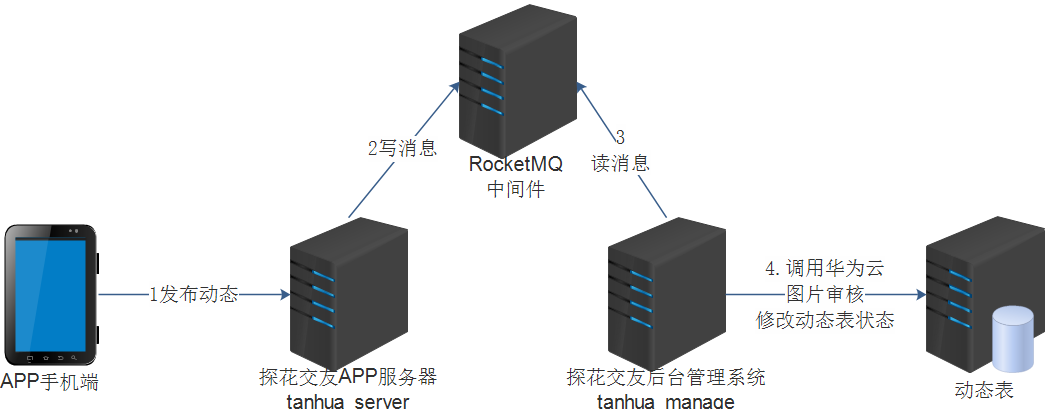 RocketMQ
中间件
2写消息
3
读消息
1发布动态
4.调用华为云
图片审核
修改动态表状态
APP手机端
探花交友APP服务器
tanhua_server
探花交友后台管理系统
tanhua_manage
动态表